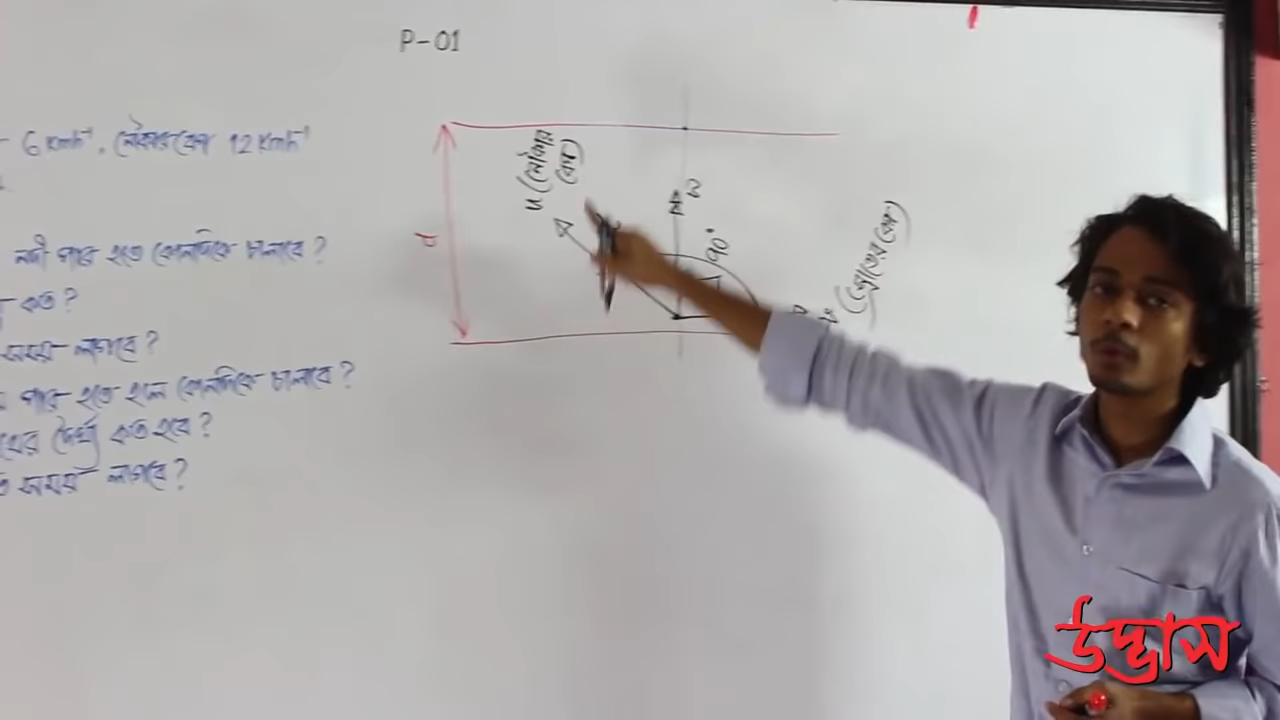 P-01
6 Kmh⁻¹, নৌকার বেগ 12 Kmh⁻¹
নদী পার হতে কোনদিকে চালাবে?
কত?
সময় লাগবে?
পার হতে হলে কোনদিকে চালাবে?
দৈর্ঘ্য কত হবে?
সময় লাগবে?
d
u (নৌকার
বেগ)
w
90°
v (স্রোতের বেগ)
উদ্ভাস